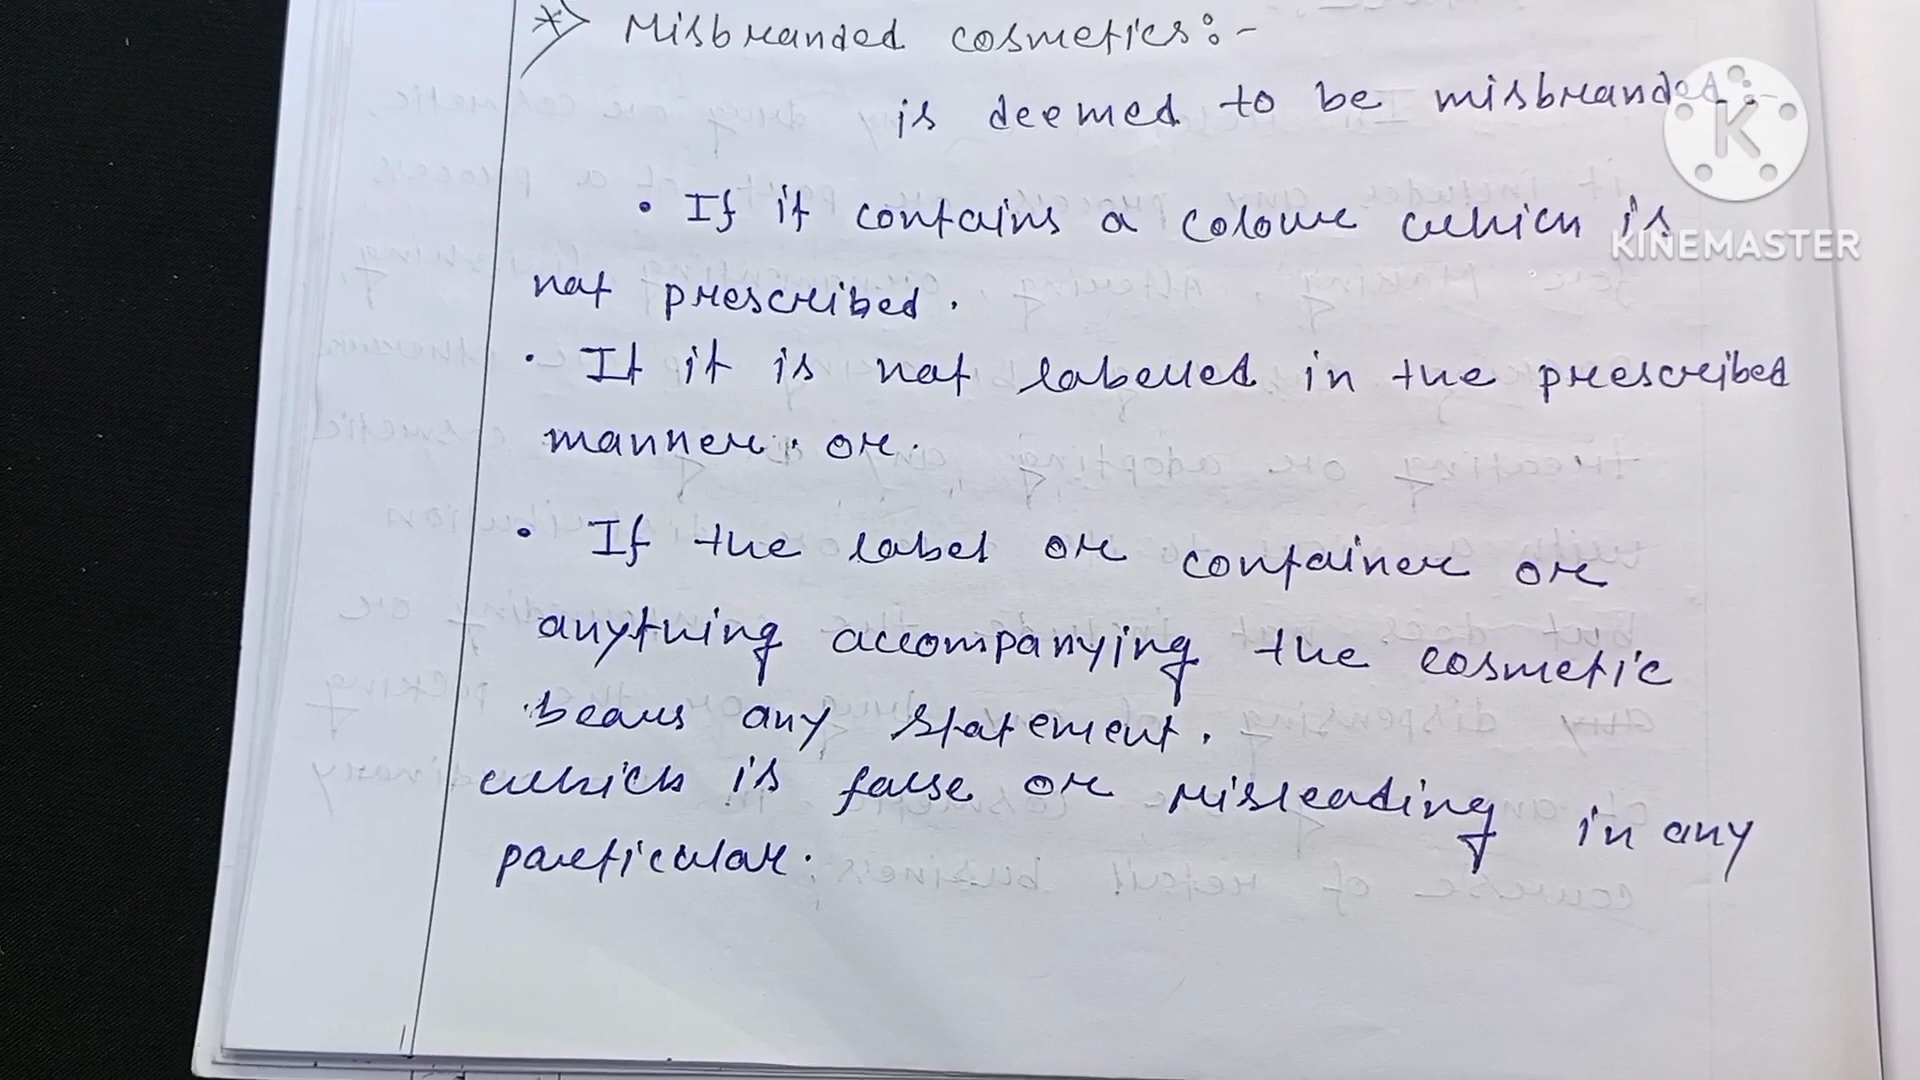 * Misbranded cosmetics:-
is deemed to be misbranded:-
• If it contains a colour which is
not prescribed.
• If it is not labelled in the prescribed
manner. or.
• If the label or container or
anything accompanying the cosmetic
bears any statement.
which is false or misleading in any
particular.
K
KINEMASTER